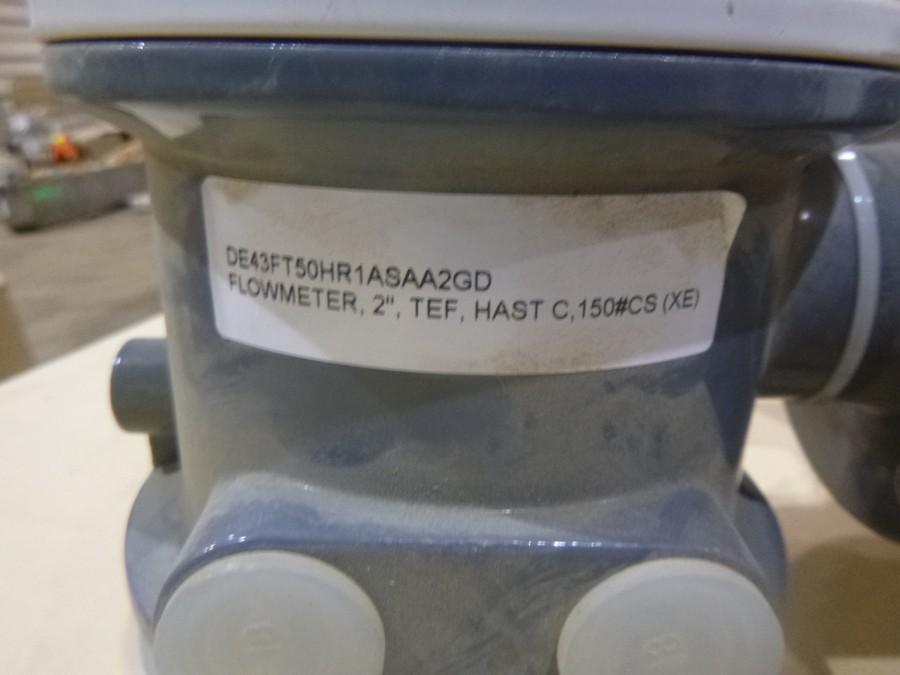 DE43FT50HR1ASAA2GD
FLOWMETER, 2", TEF, HAST C,150#CS (XE)